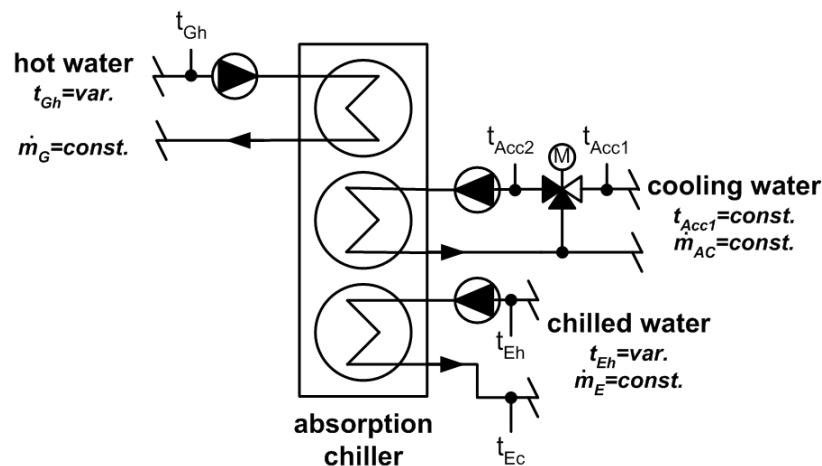 t_Gh
hot water
t_Gh=var.
ṁ_G=const.
t_Acc2
M
t_Acc1
cooling water
t_Acc1=const.
ṁ_AC=const.
t_Eh
chilled water
t_Eh=var.
ṁ_E=const.
absorption
chiller
t_Ec